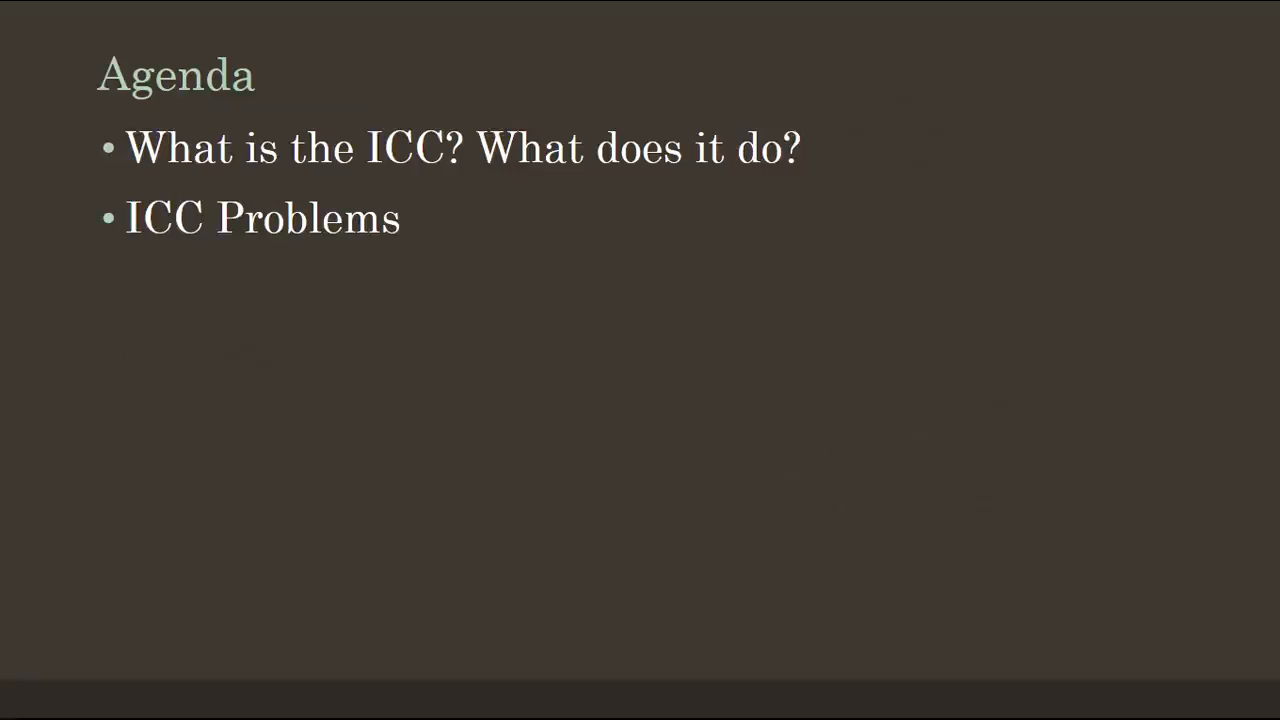 Agenda
• What is the ICC? What does it do?
• ICC Problems